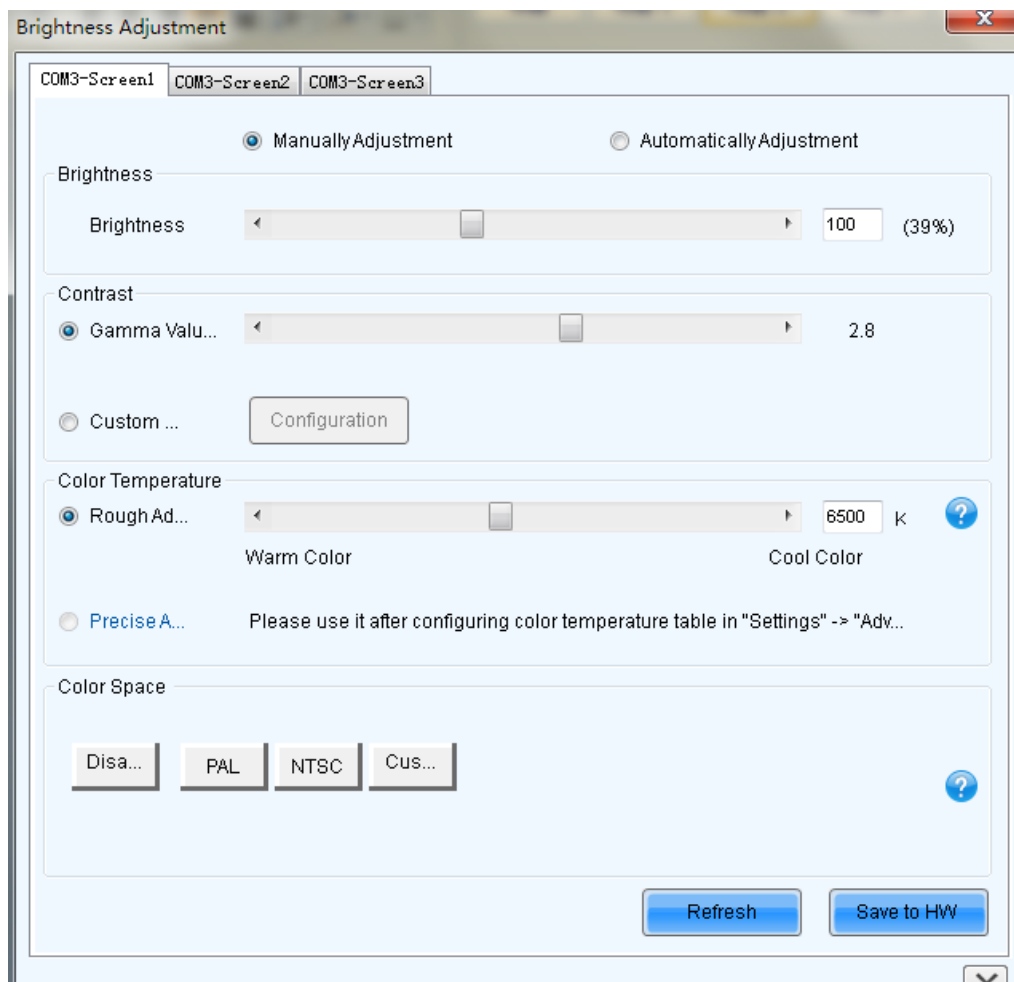 Brightness Adjustment
COM3-Screen1 COM3-Screen2 COM3-Screen3
Manually Adjustment Automatically Adjustment
Brightness
Brightness 100 (39%)
Contrast
Gamma Valu... 2.8
Custom ... Configuration
Color Temperature
Rough Ad... 6500 K ?
Warm Color Cool Color
Precise A... Please use it after configuring color temperature table in "Settings" -> "Adv...
Color Space
Disa... PAL NTSC Cus...
?
Refresh Save to HW